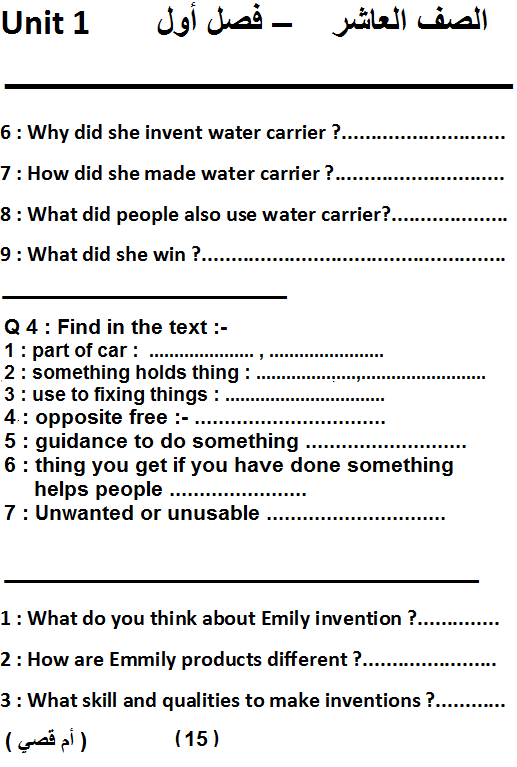 Unit 1 الصف العاشر – فصل أول
6 : Why did she invent water carrier ?............................
7 : How did she made water carrier ?.............................
8 : What did people also use water carrier?....................
9 : What did she win ?....................................................
Q 4 : Find in the text :-
1 : part of car : ..................... , .......................
2 : something holds thing : ....................,.........................
3 : use to fixing things : ................................
4 : opposite free :- ................................
5 : guidance to do something ...........................
6 : thing you get if you have done something
helps people .......................
7 : Unwanted or unusable ..............................
1 : What do you think about Emily invention ?..............
2 : How are Emmily products different ?.......................
3 : What skill and qualities to make inventions ?............
( أم قصي ) ( 15 )